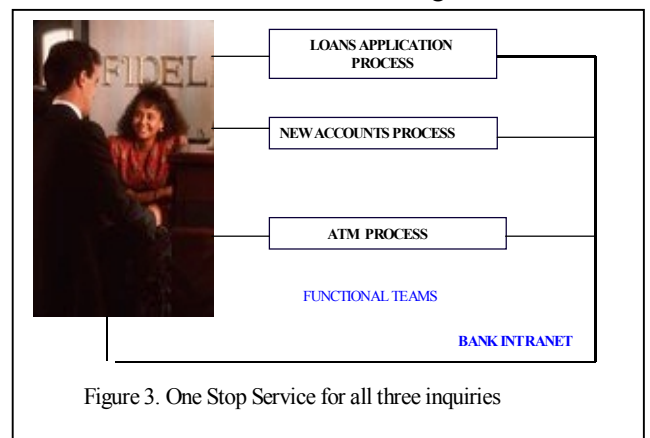 FIDEL
LOANS APPLICATION
PROCESS
NEW ACCOUNTS PROCESS
ATM PROCESS
FUNCTIONAL TEAMS
BANK INTRANET
Figure 3. One Stop Service for all three inquiries